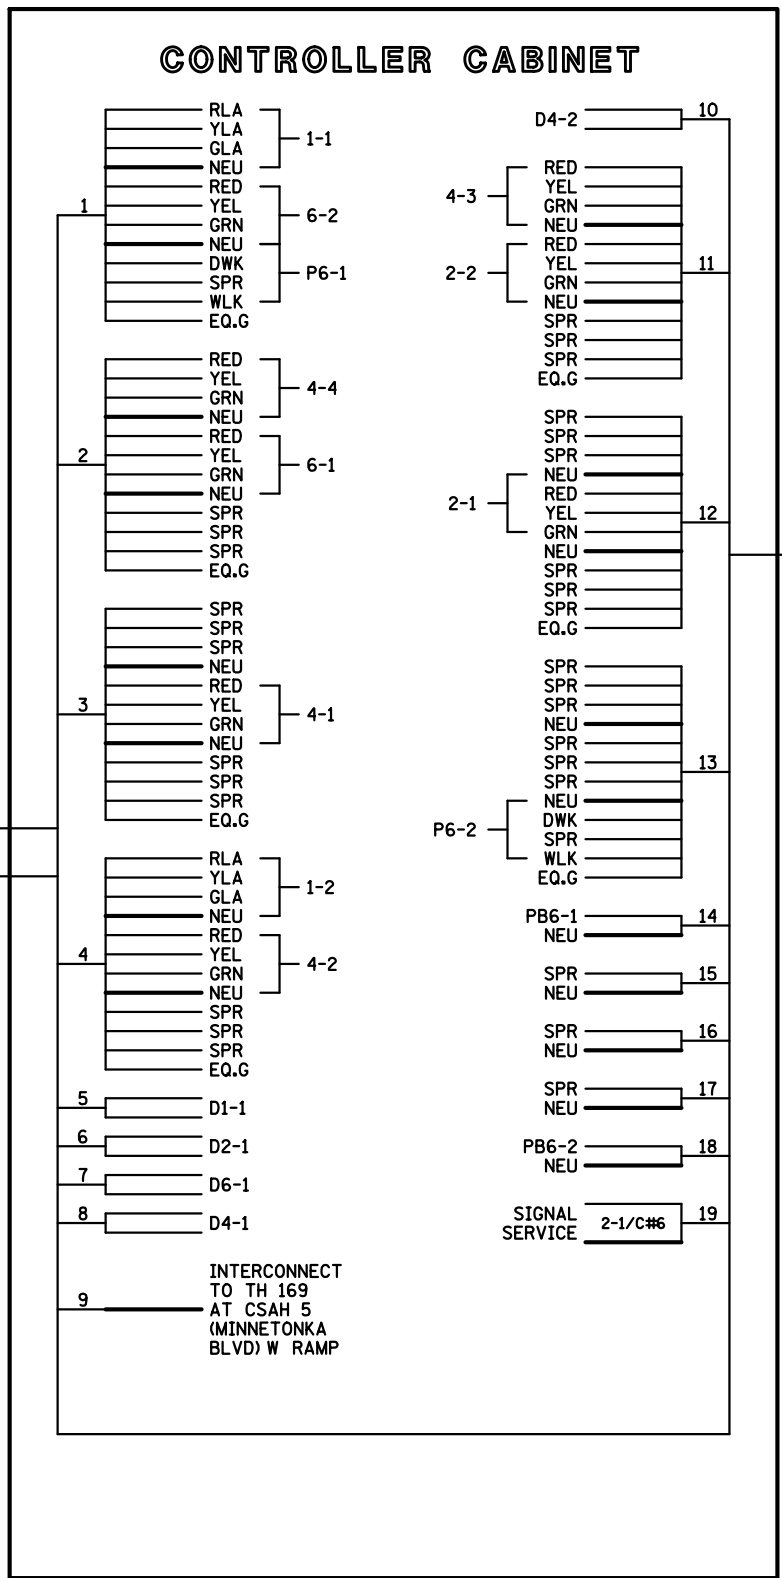 CONTROLLER CABINET
1
RLA
YLA
GLA
NEU
1-1
RED
YEL
GRN
NEU
6-2
DWK
SPR
WLK
P6-1
EQ.G
2
RED
YEL
GRN
NEU
4-4
RED
YEL
GRN
NEU
6-1
SPR
SPR
SPR
EQ.G
3
SPR
SPR
SPR
NEU
RED
YEL
GRN
NEU
4-1
SPR
SPR
SPR
EQ.G
4
RLA
YLA
GLA
NEU
1-2
RED
YEL
GRN
NEU
4-2
SPR
SPR
SPR
EQ.G
5 D1-1
6 D2-1
7 D6-1
8 D4-1
9
INTERCONNECT
TO TH 169
AT CSAH 5
(MINNETONKA
BLVD) W RAMP
D4-2 10
4-3
RED
YEL
GRN
NEU
2-2
RED
YEL
GRN
NEU
SPR
SPR
SPR
EQ.G
11
SPR
SPR
SPR
NEU
2-1
RED
YEL
GRN
NEU
SPR
SPR
SPR
EQ.G
12
SPR
SPR
SPR
NEU
SPR
SPR
SPR
P6-2
NEU
DWK
SPR
WLK
EQ.G
13
PB6-1
NEU
14
SPR
NEU
15
SPR
NEU
16
SPR
NEU
17
PB6-2
NEU
18
SIGNAL
SERVICE
2-1/C#6
19